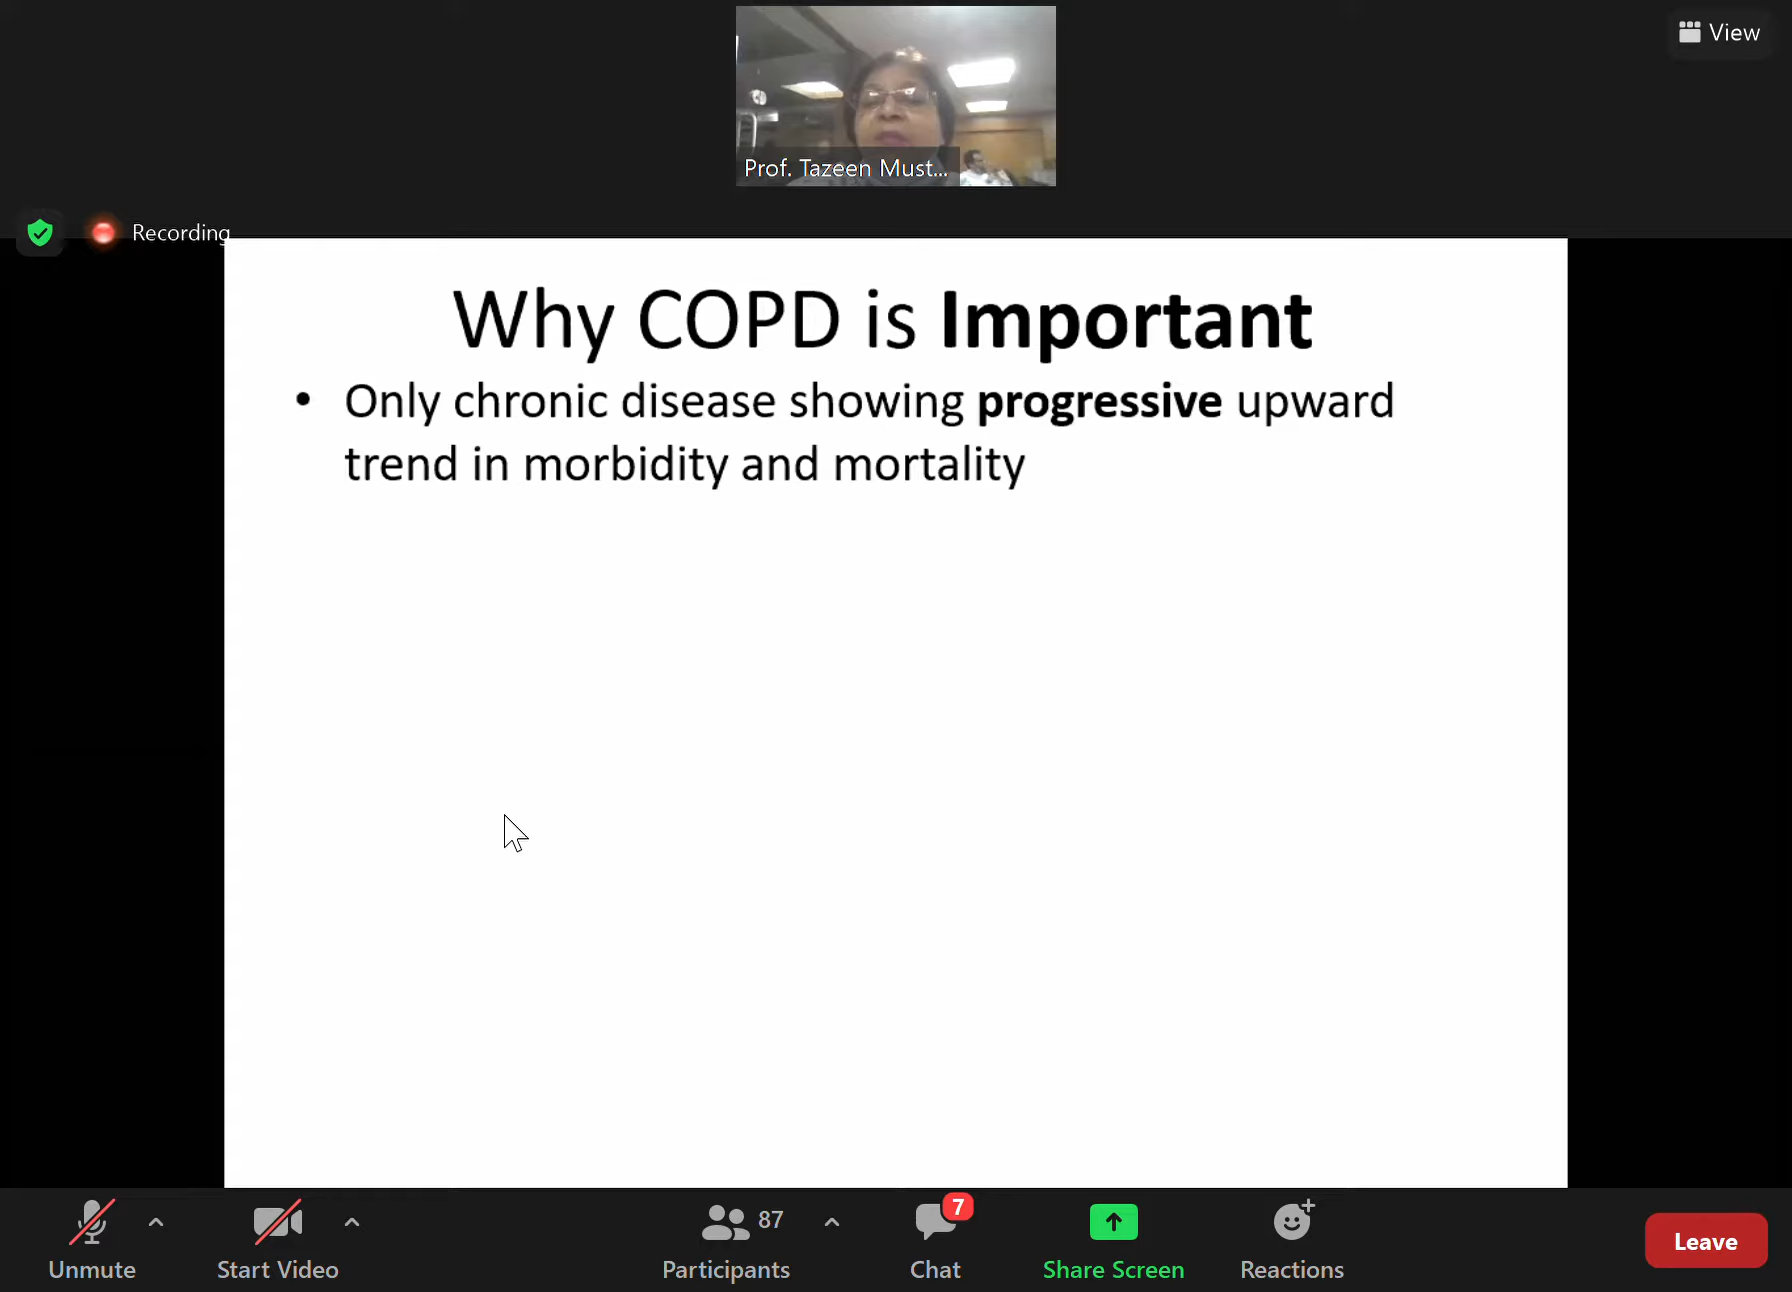 View
Prof. Tazeen Must...
Recording
Why COPD is Important
• Only chronic disease showing progressive upward
trend in morbidity and mortality
87
7
Unmute
Start Video
Participants
Chat
Share Screen
Reactions
Leave